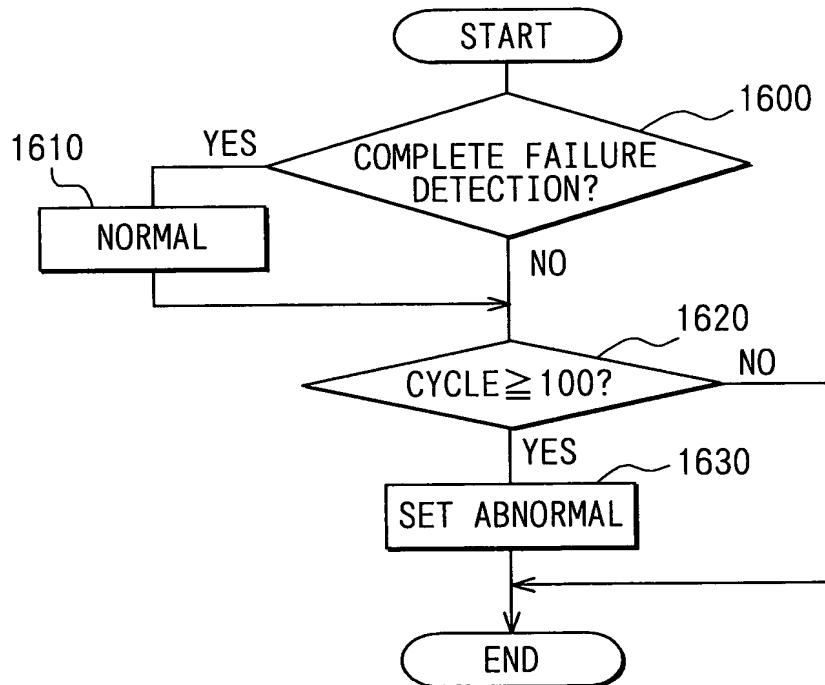 START
1600
YES
1610
COMPLETE FAILURE
DETECTION?
NORMAL
NO
1620
NO
CYCLE≧100?
YES
1630
SET ABNORMAL
END